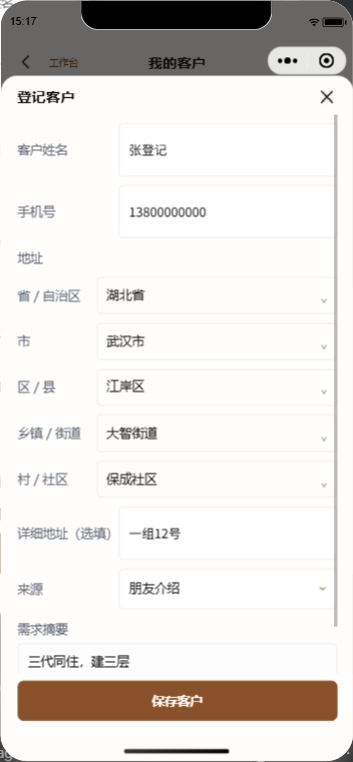 15:17
工作台 我的客户
登记客户
客户姓名 张登记
手机号 13800000000
地址
省 / 自治区 湖北省
市 武汉市
区 / 县 江岸区
乡镇 / 街道 大智街道
村 / 社区 保成社区
详细地址（选填） 一组12号
来源 朋友介绍
需求摘要
三代同住，建三层
保存客户